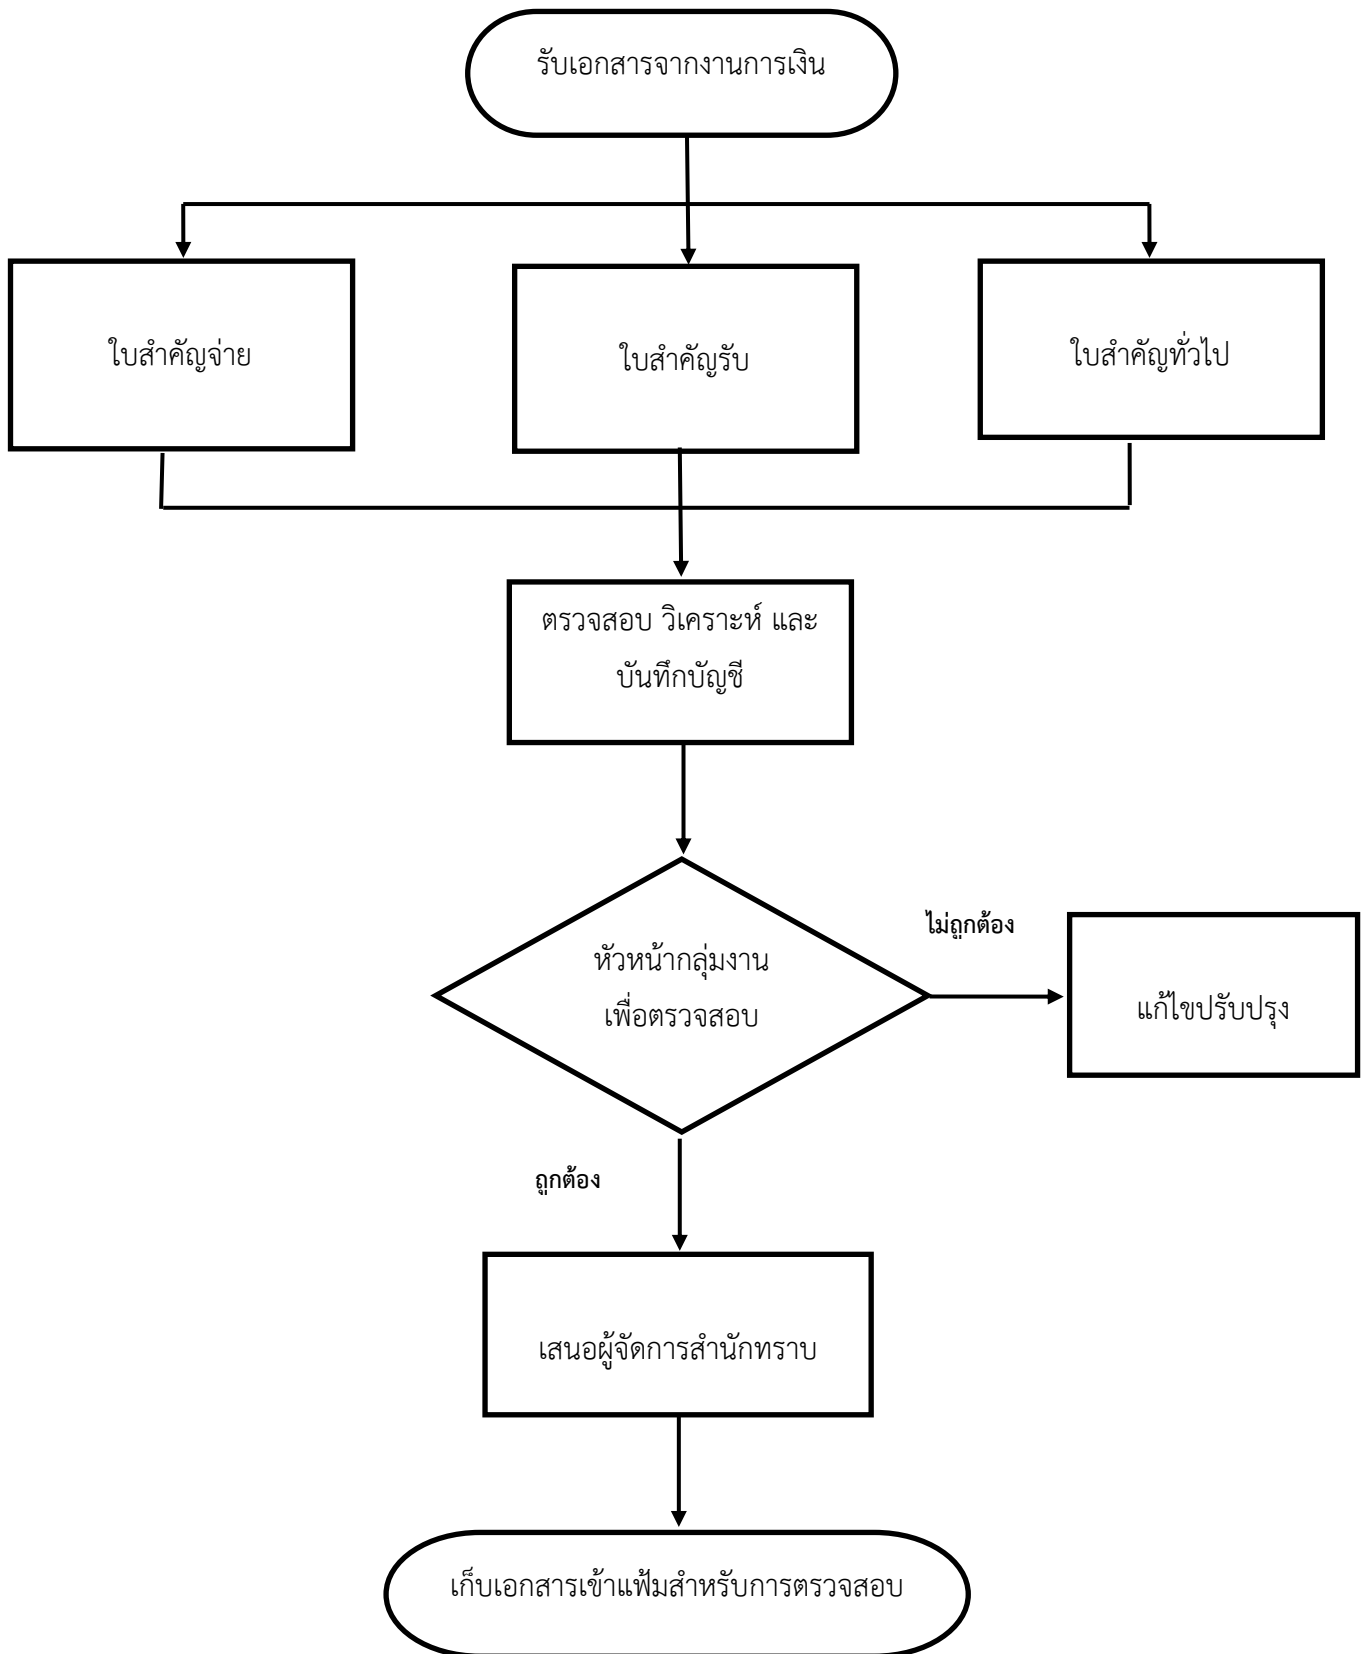 รับเอกสารจากงานการเงิน
ใบสำคัญจ่าย
ใบสำคัญรับ
ใบสำคัญทั่วไป
ตรวจสอบ วิเคราะห์ และ
บันทึกบัญชี
หัวหน้ากลุ่มงาน
เพื่อตรวจสอบ
ไม่ถูกต้อง
แก้ไขปรับปรุง
ถูกต้อง
เสนอผู้จัดการสำนักทราบ
เก็บเอกสารเข้าแฟ้มสำหรับการตรวจสอบ